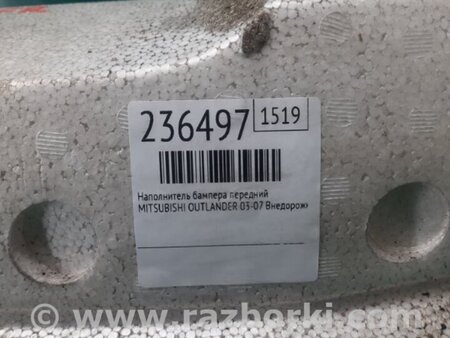 236497 1519
Наполнитель бампера передний
MITSUBISHI OUTLANDER 03-07 Внедорож
© www.razborki.com